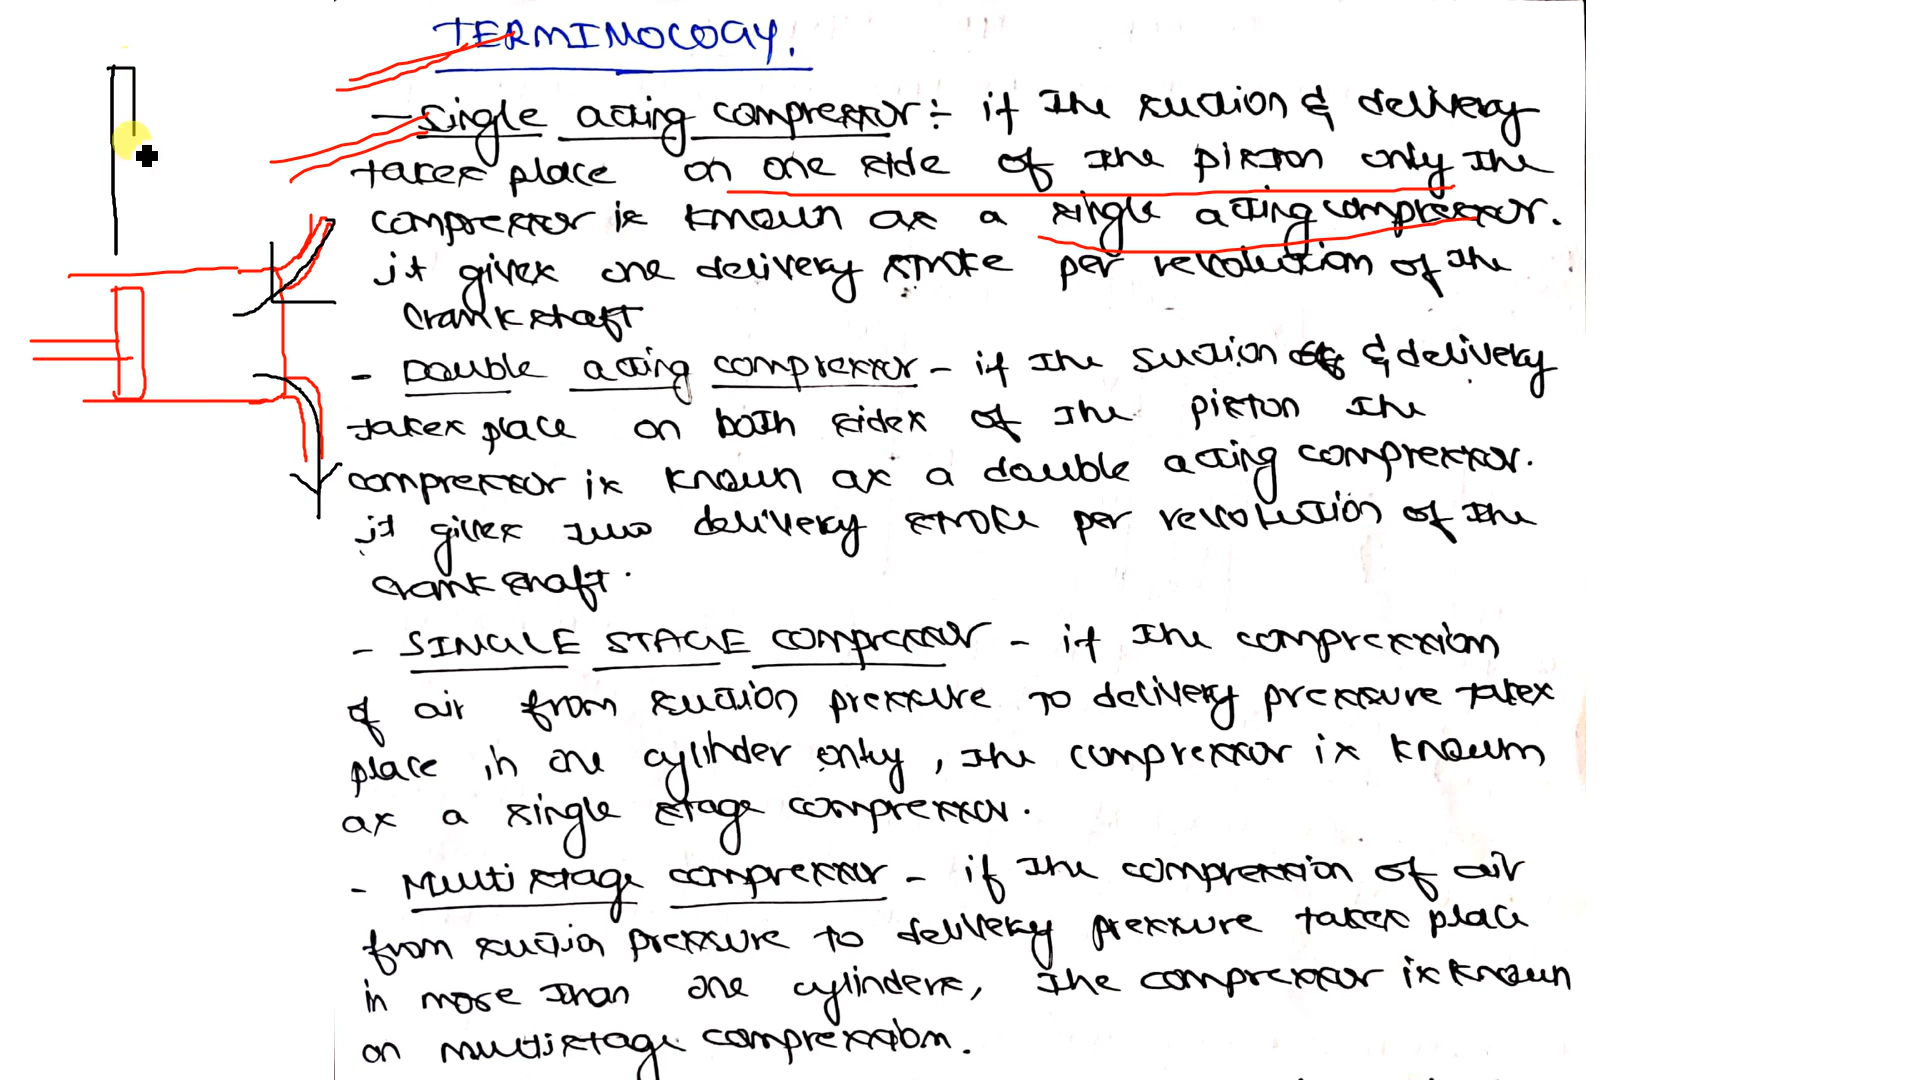 TERMINOLOGY.
- Single acting compressor :- if the suction & delivery
takes place on one side of the piston only the
compressor is known as a single acting compressor.
it gives one delivery stroke per revolution of the
crank shaft
- Double acting compressor - if the suction & delivery
takes place on both sides of the piston the
compressor is known as a double acting compressor.
it gives two delivery stroke per revolution of the
crank shaft.
- SINGLE STAGE compressor - if the compression
of air from suction pressure to delivery pressure takes
place in one cylinder only, the compressor is known
as a single stage compressor.
- Multi stage compressor - if the compression of air
from suction pressure to delivery pressure takes place
in more than one cylinders, the compressor is known
on multistage compression.